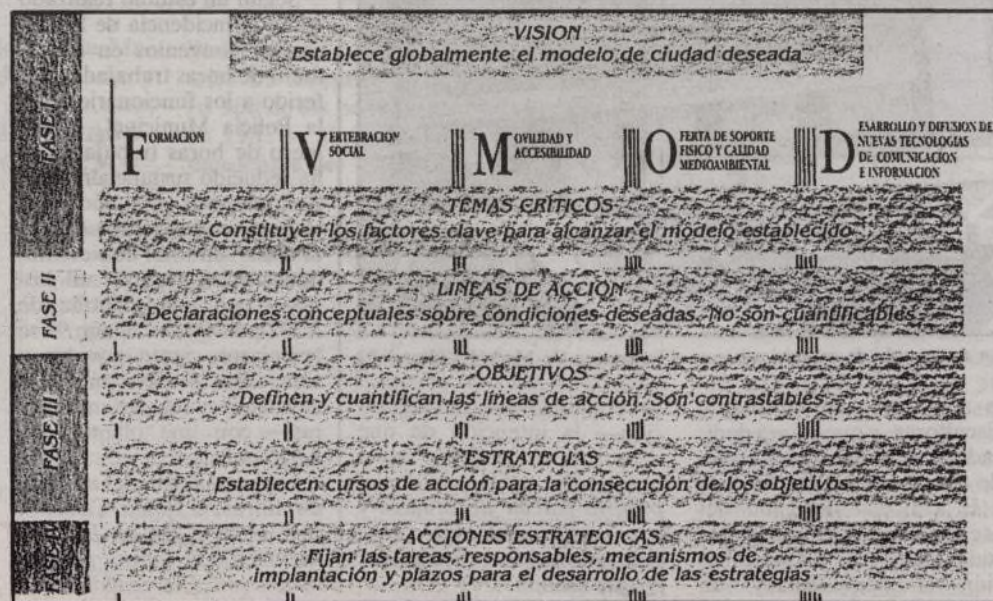 VISION
Establece globalmente el modelo de ciudad deseada
FASE I
FORMACION
VERTEBRACION
SOCIAL
MOVILIDAD Y
ACCESIBILIDAD
OFERTA DE SOPORTE
FISICO Y CALIDAD
MEDIOAMBIENTAL
DESARROLLO Y DIFUSION DE
NUEVAS TECNOLOGIAS
DE COMUNICACION
E INFORMACION
TEMAS CRITICOS
Constituyen los factores clave para alcanzar el modelo establecido
FASE II
LINEAS DE ACCIÓN
Declaraciones conceptuales sobre condiciones deseadas. No son cuantificables
FASE III
OBJETIVOS
Definen y cuantifican las líneas de acción. Son contrastables
ESTRATEGIAS
Establecen cursos de acción para la consecución de los objetivos
FASE IV
ACCIONES ESTRATEGICAS
Fijan las tareas, responsables, mecanismos de
implantación y plazos para el desarrollo de las estrategias